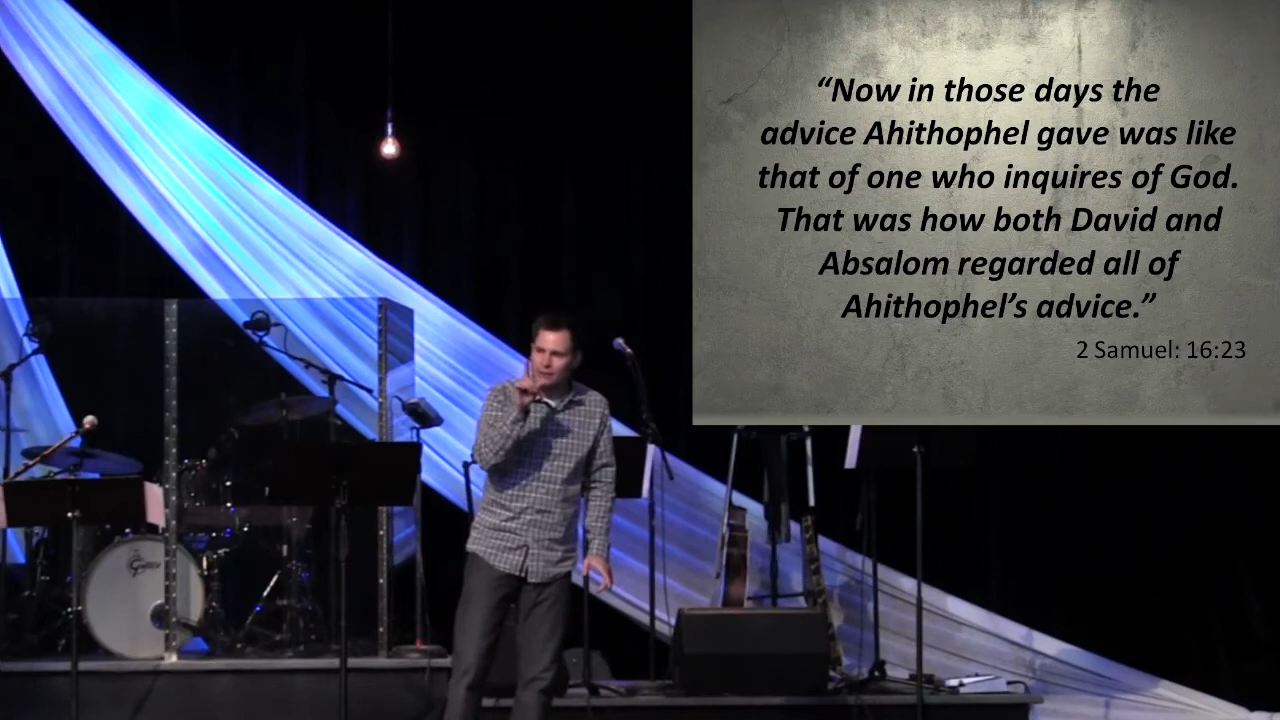 “Now in those days the
advice Ahithophel gave was like
that of one who inquires of God.
That was how both David and
Absalom regarded all of
Ahithophel’s advice.”
2 Samuel: 16:23
Gretsch